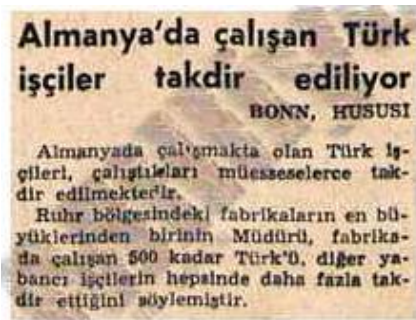 Almanya'da çalışan Türk
işçiler takdir ediliyor
BONN, HUSUSI
Almanyada çalışmakta olan Türk iş-
çileri, çalıştıkları müesseselerce tak-
dir edilmektedir.
Ruhr bölgesindeki fabrikaların en bü-
yüklerinden birinin Müdürü, fabrika-
da çalışan 500 kadar Türk'ü, diğer ya-
bancı işçilerin hepsinde daha fazla tak-
dir ettiğini söylemiştir.